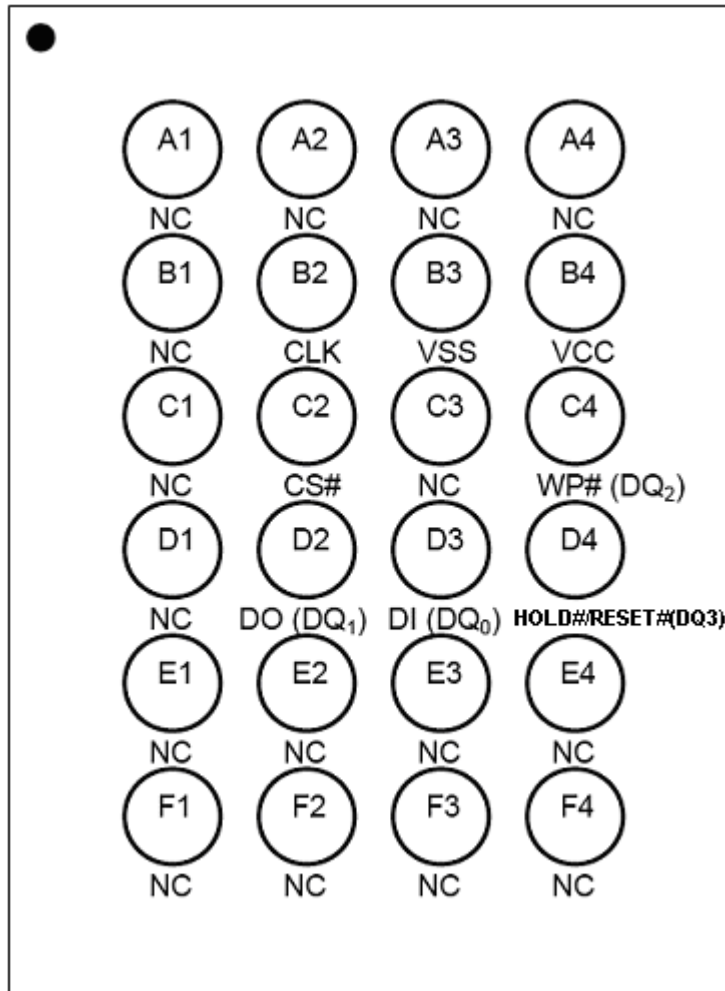 A1 A2 A3 A4
NC NC NC NC
B1 B2 B3 B4
NC CLK VSS VCC
C1 C2 C3 C4
NC CS# NC WP# (DQ₂)
D1 D2 D3 D4
NC DO (DQ₁) DI (DQ₀) HOLD#/RESET#(DQ3)
E1 E2 E3 E4
NC NC NC NC
F1 F2 F3 F4
NC NC NC NC